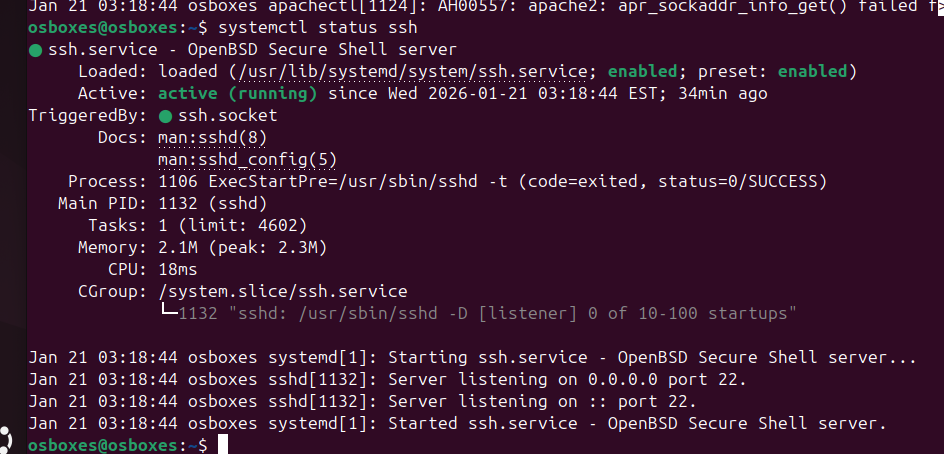 Jan 21 03:18:44 osboxes apachectl[1124]: AH00557: apache2: apr_sockaddr_info_get() failed f>
osboxes@osboxes:~$ systemctl status ssh
● ssh.service - OpenBSD Secure Shell server
     Loaded: loaded (/usr/lib/systemd/system/ssh.service; enabled; preset: enabled)
     Active: active (running) since Wed 2026-01-21 03:18:44 EST; 34min ago
TriggeredBy: ● ssh.socket
       Docs: man:sshd(8)
             man:sshd_config(5)
    Process: 1106 ExecStartPre=/usr/sbin/sshd -t (code=exited, status=0/SUCCESS)
   Main PID: 1132 (sshd)
      Tasks: 1 (limit: 4602)
     Memory: 2.1M (peak: 2.3M)
        CPU: 18ms
     CGroup: /system.slice/ssh.service
             └─1132 "sshd: /usr/sbin/sshd -D [listener] 0 of 10-100 startups"

Jan 21 03:18:44 osboxes systemd[1]: Starting ssh.service - OpenBSD Secure Shell server...
Jan 21 03:18:44 osboxes sshd[1132]: Server listening on 0.0.0.0 port 22.
Jan 21 03:18:44 osboxes sshd[1132]: Server listening on :: port 22.
Jan 21 03:18:44 osboxes systemd[1]: Started ssh.service - OpenBSD Secure Shell server.
osboxes@osboxes:~$